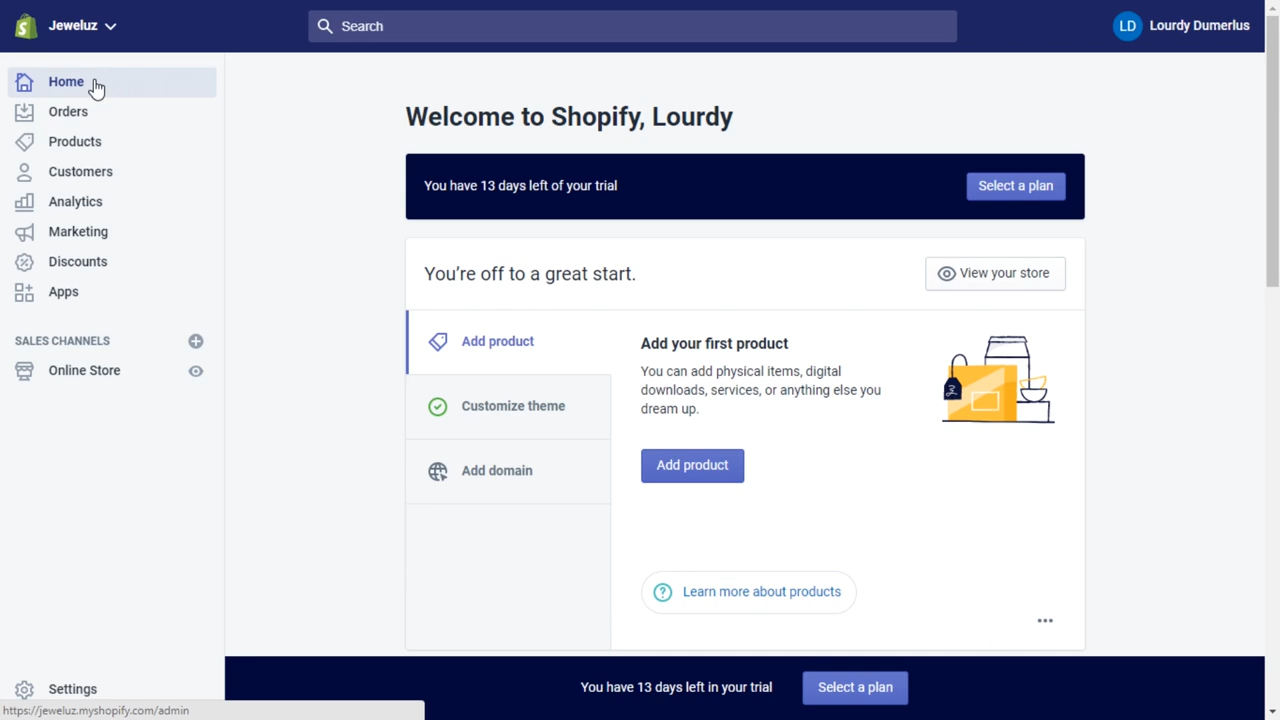 Jeweluz
Search
LD
Lourdy Dumerlus
Home
Orders
Products
Customers
Analytics
Marketing
Discounts
Apps
SALES CHANNELS
Online Store
Settings
https://jeweluz.myshopify.com/admin
Welcome to Shopify, Lourdy
You have 13 days left of your trial
Select a plan
You're off to a great start.
View your store
Add product
Customize theme
Add domain
Add your first product
You can add physical items, digital
downloads, services, or anything else you
dream up.
Add product
Learn more about products
You have 13 days left in your trial
Select a plan